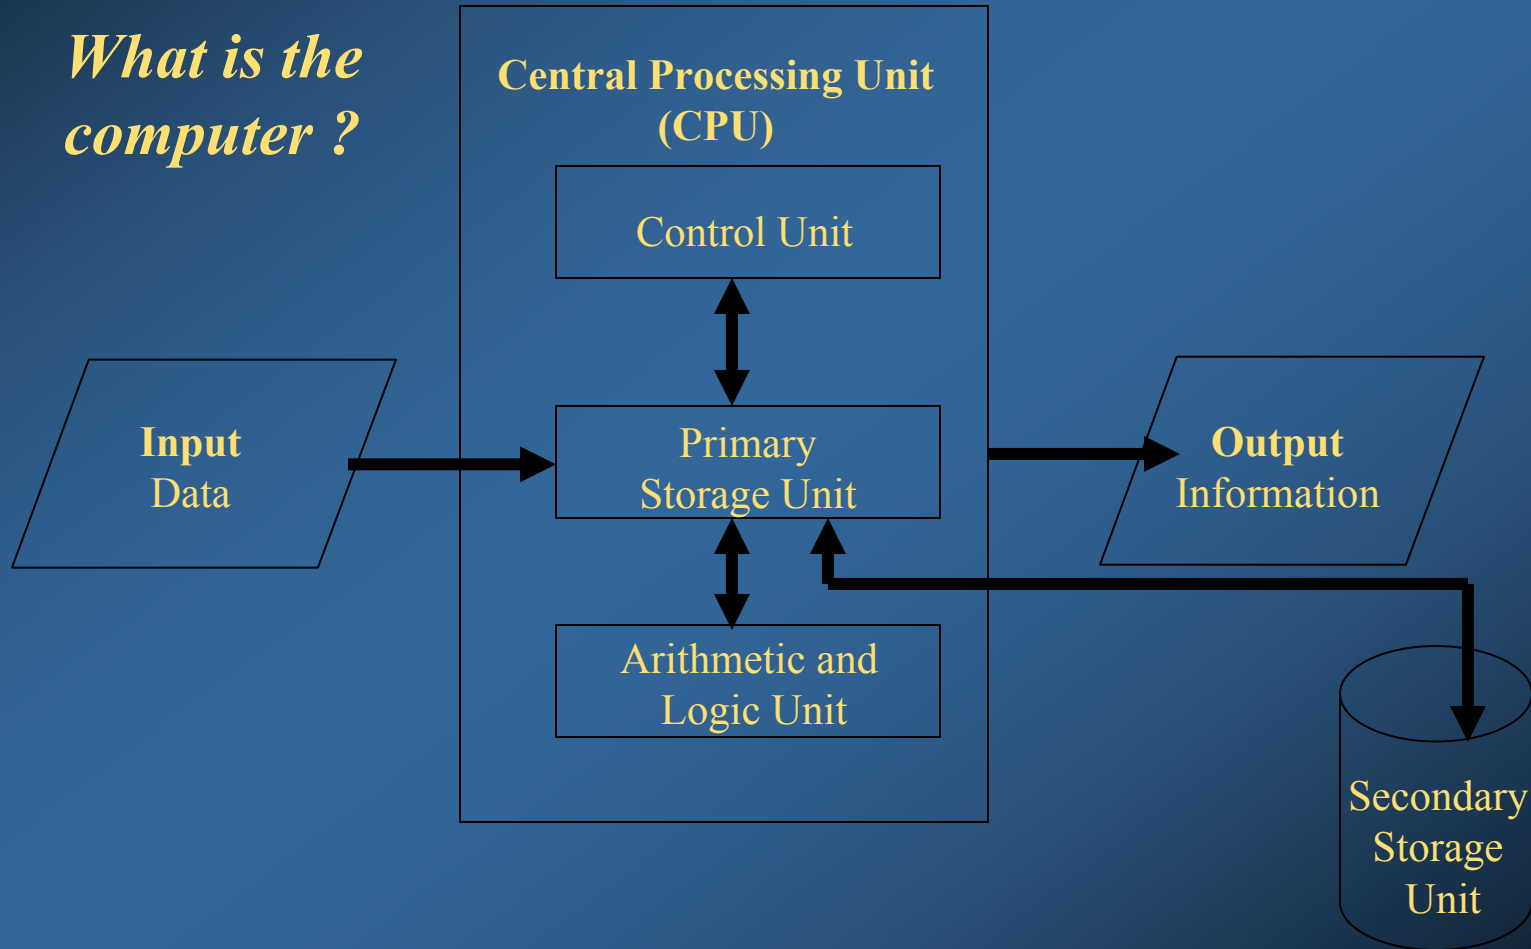 What is the
computer ?
Central Processing Unit
(CPU)
Control Unit
Input
Data
Primary
Storage Unit
Output
Information
Arithmetic and
Logic Unit
Secondary
Storage
Unit